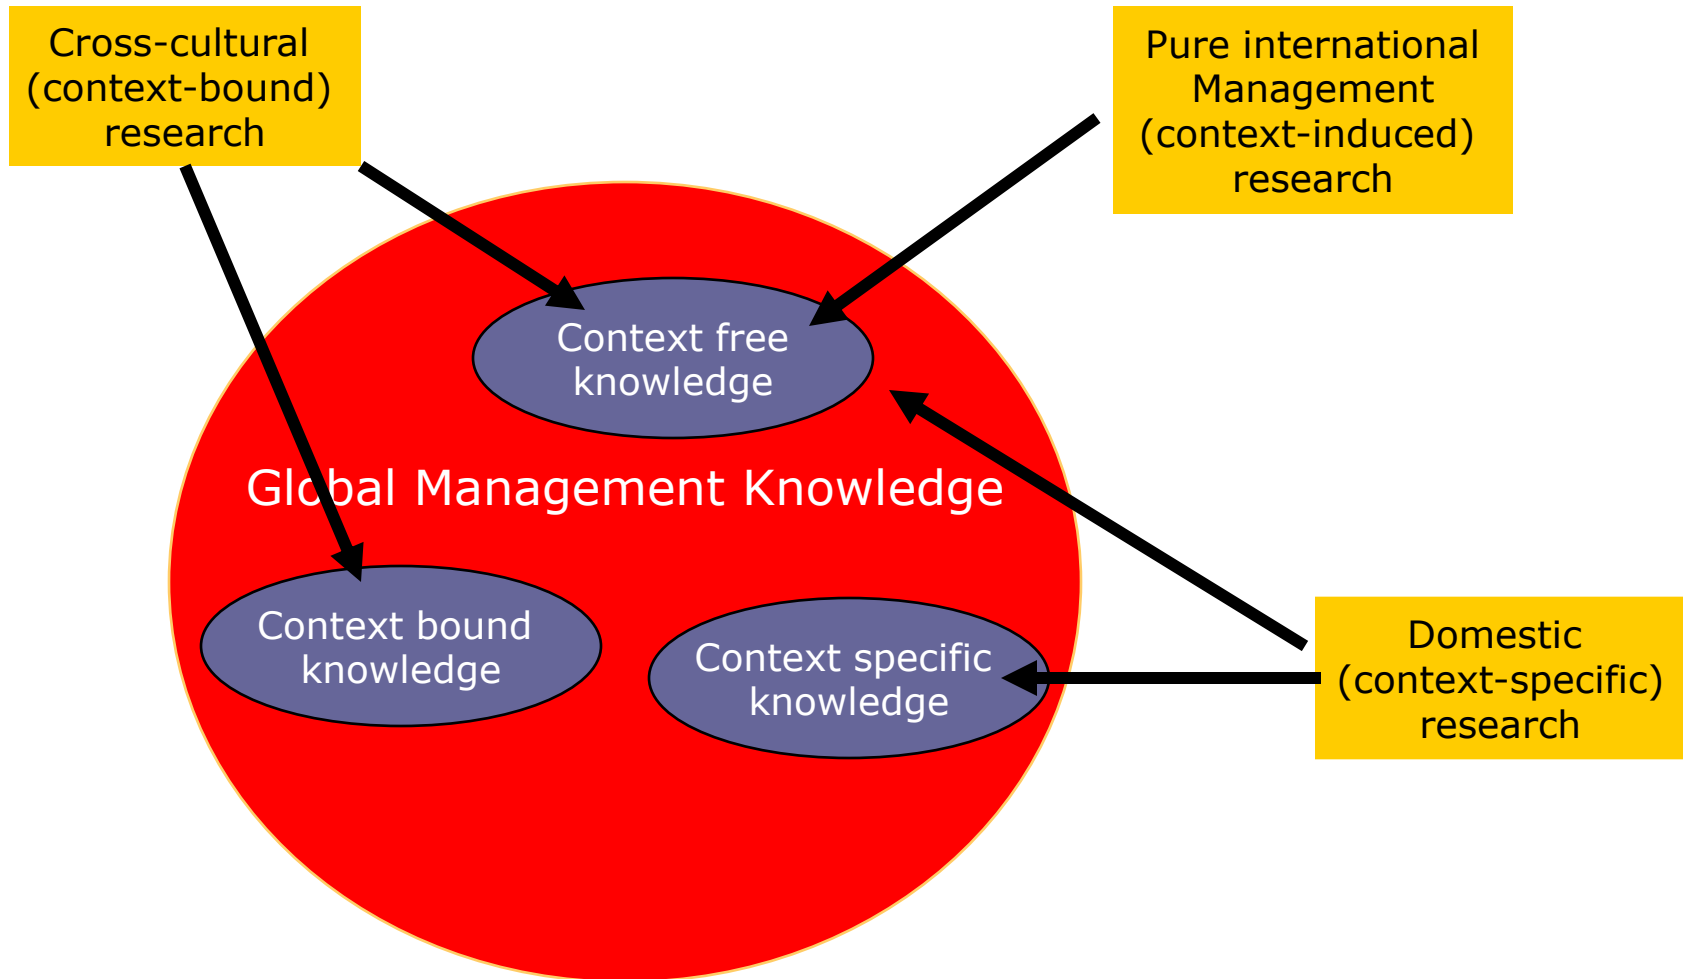 Cross-cultural
(context-bound)
research
Pure international
Management
(context-induced)
research
Context free
knowledge
Global Management Knowledge
Context bound
knowledge
Context specific
knowledge
Domestic
(context-specific)
research